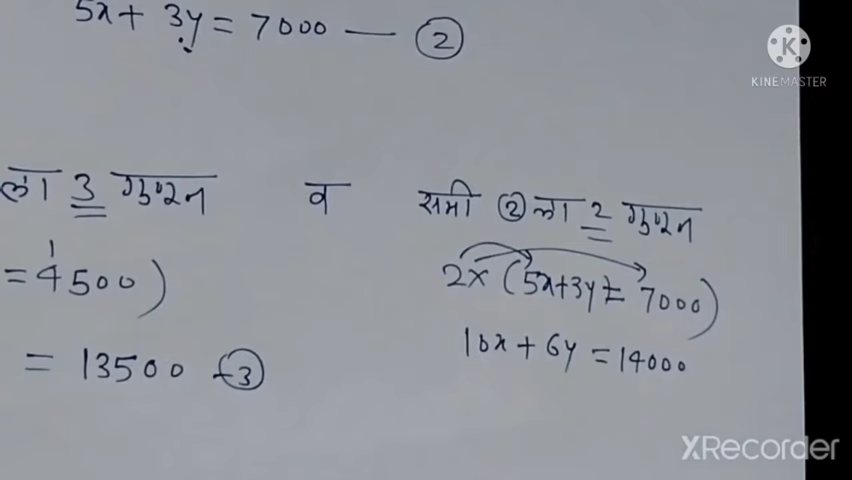 5x + 3y = 7000 — ②
K
KINEMASTER
ला 3 गुणून व समी ② ला 2 गुणून
= 4500)
1
2x (5x+3y = 7000)
= 13500 — ③
10x + 6y = 14000
XRecorder